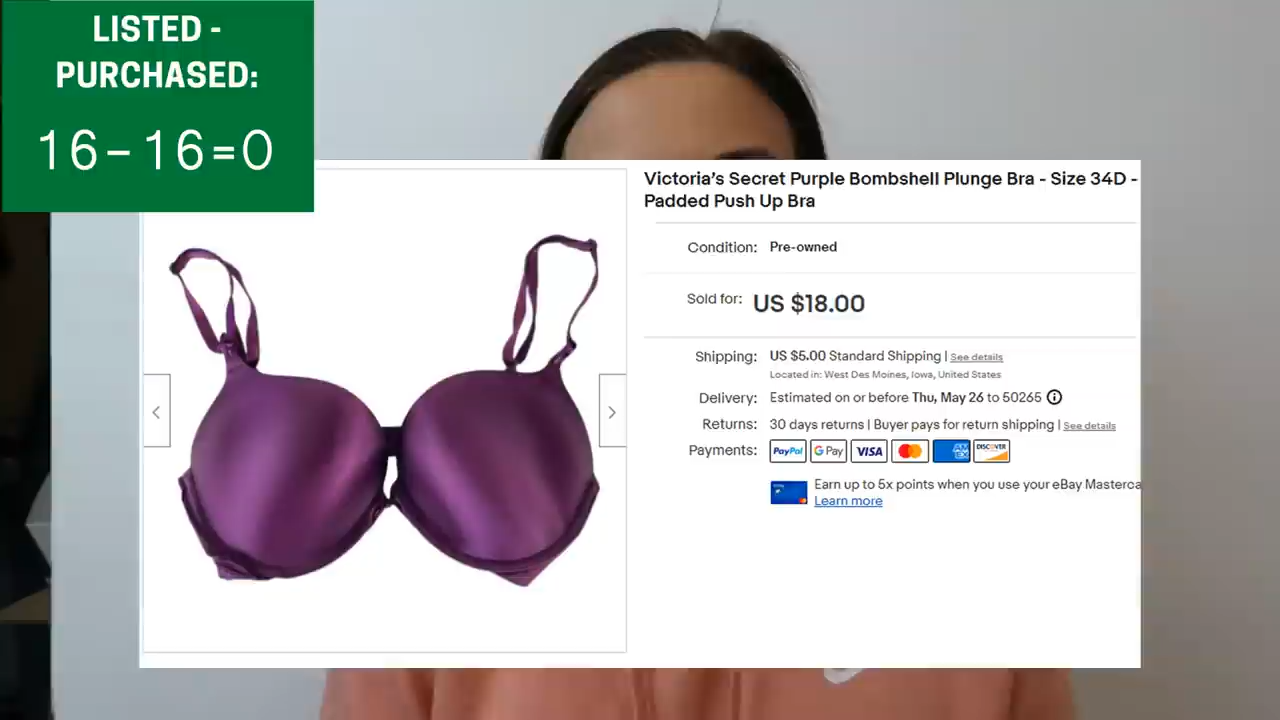 LISTED -
PURCHASED:
16-16=0
Victoria's Secret Purple Bombshell Plunge Bra - Size 34D -
Padded Push Up Bra
Condition: Pre-owned
Sold for: US $18.00
Shipping: US $5.00 Standard Shipping | See details
Located in: West Des Moines, Iowa, United States
Delivery: Estimated on or before Thu, May 26 to 50265
Returns: 30 days returns | Buyer pays for return shipping | See details
Payments: PayPal G Pay VISA DISCOVER
Earn up to 5x points when you use your eBay Masterca
Learn more